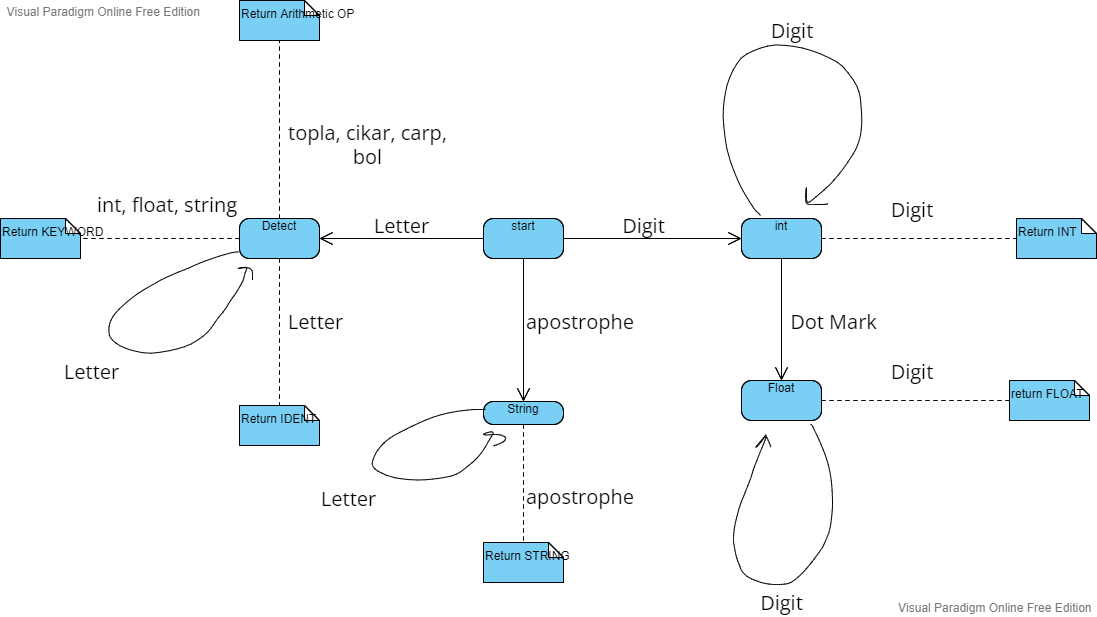 Visual Paradigm Online Free Edition
Return Arithmetic OP
Digit
topla, cikar, carp,
bol
int, float, string
Return KEYWORD
Detect
Letter
start
Digit
int
Digit
Return INT
Letter
apostrophe
Dot Mark
Letter
Float
Digit
return FLOAT
Return IDENT
String
Letter
apostrophe
Return STRING
Digit
Visual Paradigm Online Free Edition